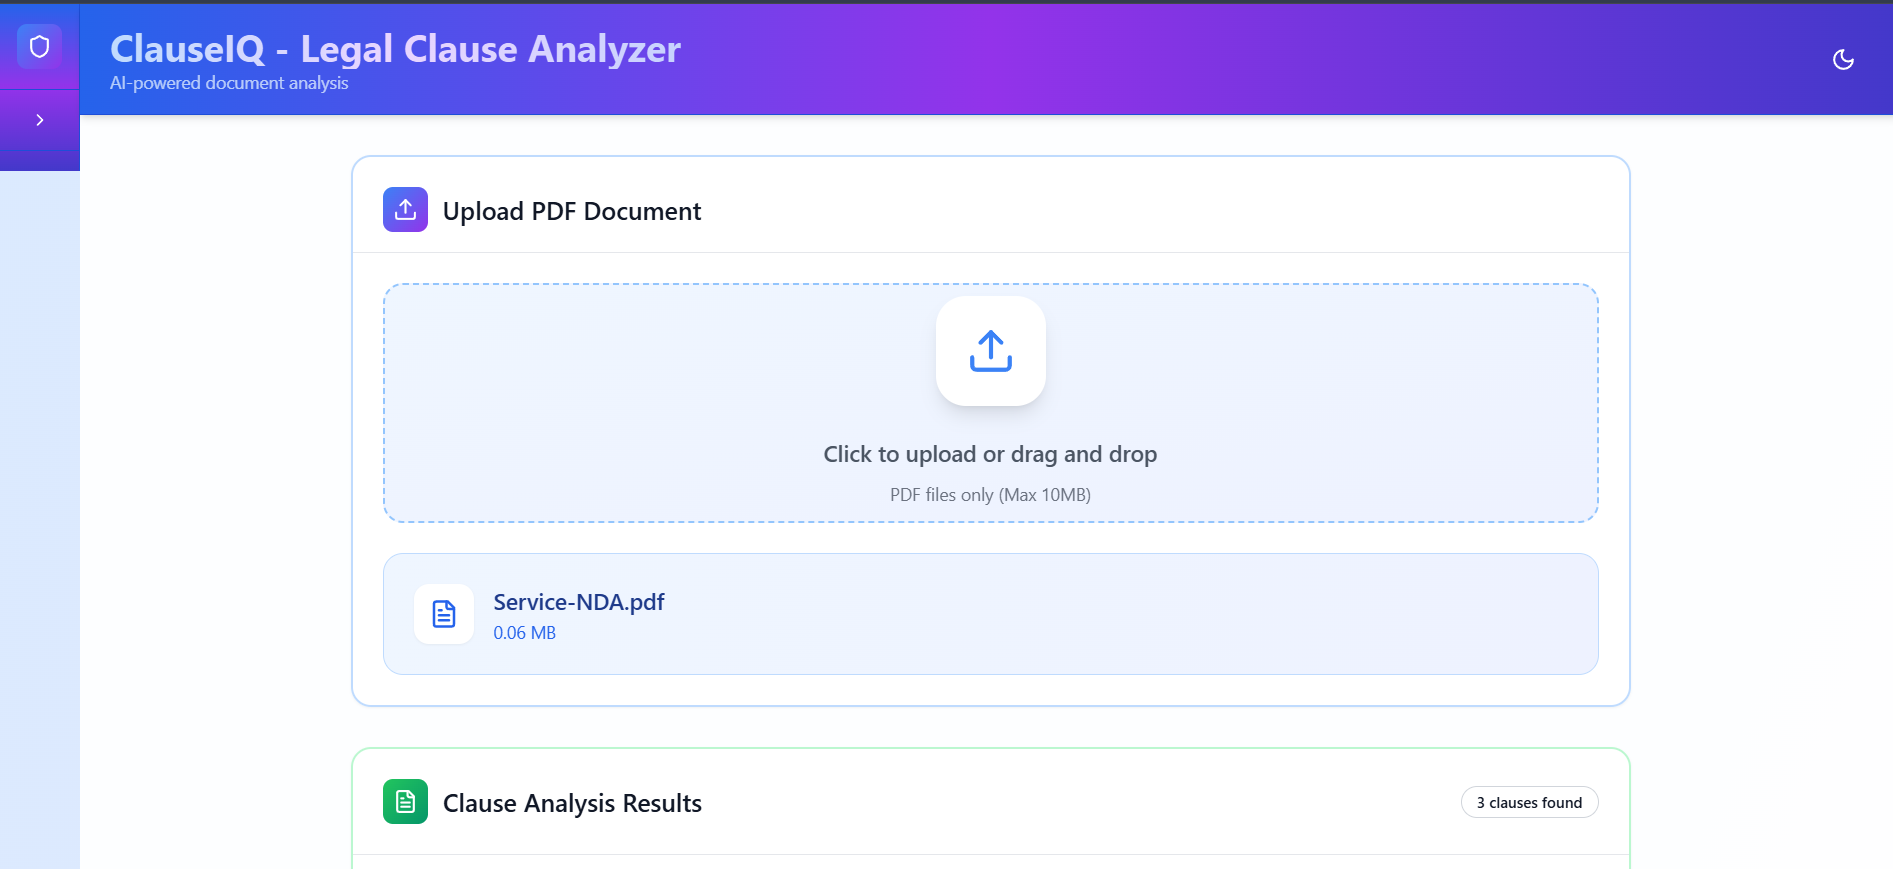 ClauseIQ - Legal Clause Analyzer
AI-powered document analysis
Upload PDF Document
Click to upload or drag and drop
PDF files only (Max 10MB)
Service-NDA.pdf
0.06 MB
Clause Analysis Results
3 clauses found